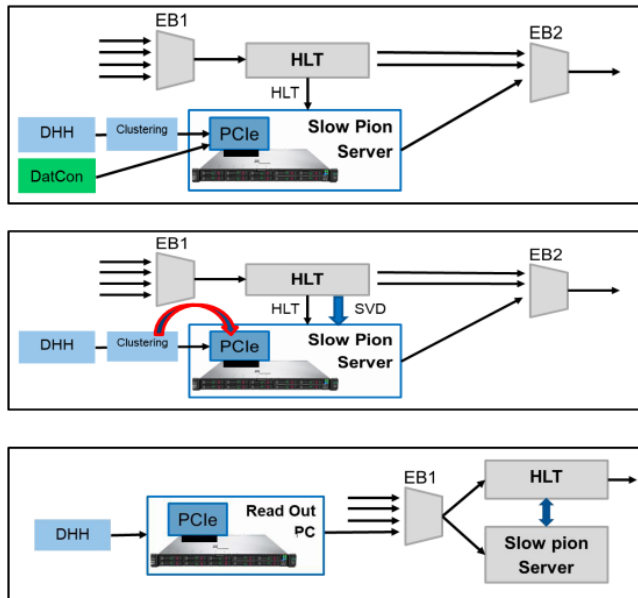 EB1
HLT
EB2
HLT
DHH
Clustering
PCIe
Slow Pion
Server
DatCon
EB1
HLT
EB2
HLT
SVD
DHH
Clustering
PCIe
Slow Pion
Server
EB1
HLT
DHH
PCIe
Read Out
PC
Slow pion
Server